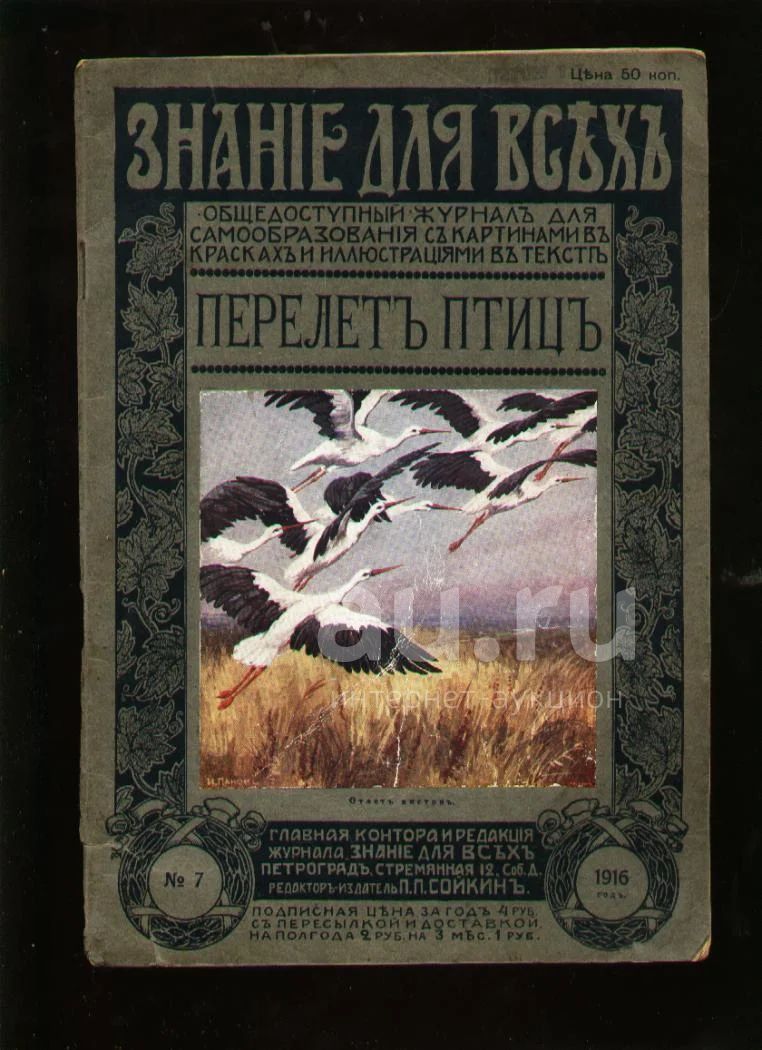 Цѣна 50 коп.
ЗНАНІЕ ДЛЯ ВСѢХЪ
ОБЩЕДОСТУПНЫЙ ЖУРНАЛЪ ДЛЯ
САМООБРАЗОВАНІЯ СЪ КАРТИНАМИ ВЪ
КРАСКАХЪ И ИЛЛЮСТРАЦІЯМИ ВЪ ТЕКСТѢ
ПЕРЕЛЕТЪ ПТИЦЪ
au.ru
интернет-аукцион
Отлетъ аистовъ.
ГЛАВНАЯ КОНТОРА И РЕДАКЦІЯ
ЖУРНАЛА „ЗНАНІЕ ДЛЯ ВСѢХЪ
ПЕТРОГРАДЪ, СТРЕМЯННАЯ 12, Соб. Д.
РЕДАКТОРЪ-ИЗДАТЕЛЬ П.П.СОЙКИНЪ.
№ 7
1916
годъ.
ПОДПИСНАЯ ЦѢНА ЗА ГОДЪ 4 РУБ.
СЪ ПЕРЕСЫЛКОЙ И ДОСТАВКОЙ,
НА ПОЛГОДА 2 РУБ. НА 3 МѢС. 1 РУБ.